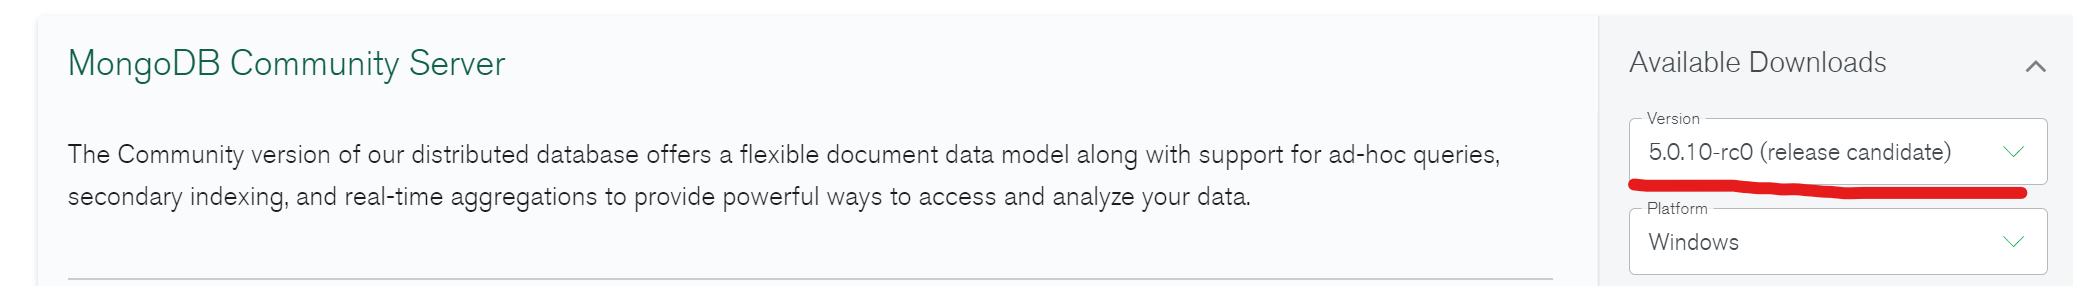 MongoDB Community Server
The Community version of our distributed database offers a flexible document data model along with support for ad-hoc queries,
secondary indexing, and real-time aggregations to provide powerful ways to access and analyze your data.
Available Downloads
Version
5.0.10-rc0 (release candidate)
Platform
Windows